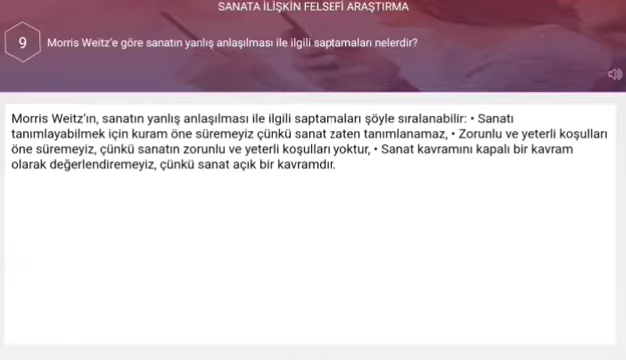 SANATA İLİŞKİN FELSEFİ ARAŞTIRMA
9
Morris Weitz'e göre sanatın yanlış anlaşılması ile ilgili saptamaları nelerdir?
Morris Weitz'ın, sanatın yanlış anlaşılması ile ilgili saptamaları şöyle sıralanabilir: • Sanatı
tanımlayabilmek için kuram öne süremeyiz çünkü sanat zaten tanımlanamaz, • Zorunlu ve yeterli koşulları
öne süremeyiz, çünkü sanatın zorunlu ve yeterli koşulları yoktur, • Sanat kavramını kapalı bir kavram
olarak değerlendiremeyiz, çünkü sanat açık bir kavramdır.